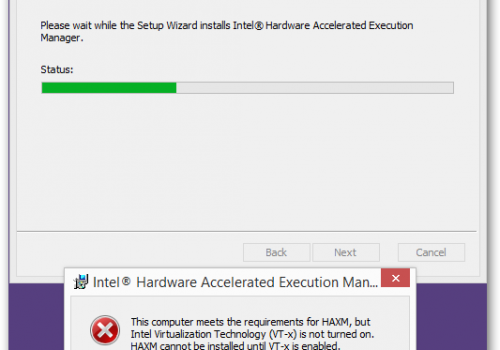 Please wait while the Setup Wizard installs Intel® Hardware Accelerated Execution
Manager.
Status:
Back
Next
Cancel
Intel® Hardware Accelerated Execution Man...
This computer meets the requirements for HAXM, but
Intel Virtualization Technology (VT-x) is not turned on.
HAXM cannot be installed until VT-x is enabled.